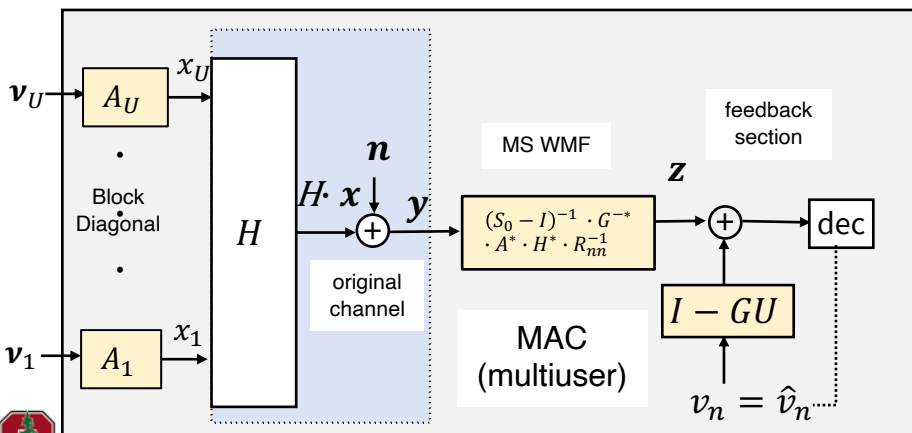 𝝂_U
A_U
x_U
Block
Diagonal
𝝂_1
A_1
x_1
H
H· 𝒙
𝒏
+
𝒚
original
channel
MS WMF
(S_0 − I)^{−1} · G^{−*}
· A^* · H^* · R_{nn}^{−1}
MAC
(multiuser)
𝒛
feedback
section
+
dec
I − GU
v_n = v̂_n